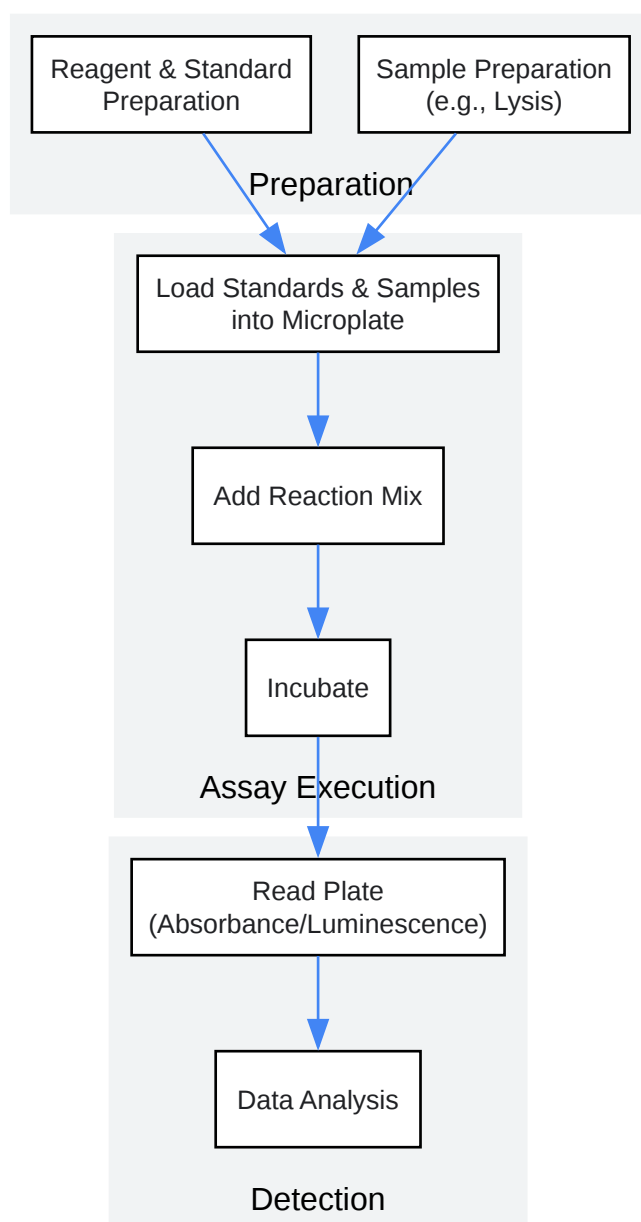 Reagent & Standard
Preparation
Sample Preparation
(e.g., Lysis)
Preparation
Load Standards & Samples
into Microplate
Add Reaction Mix
Incubate
Assay Execution
Read Plate
(Absorbance/Luminescence)
Data Analysis
Detection